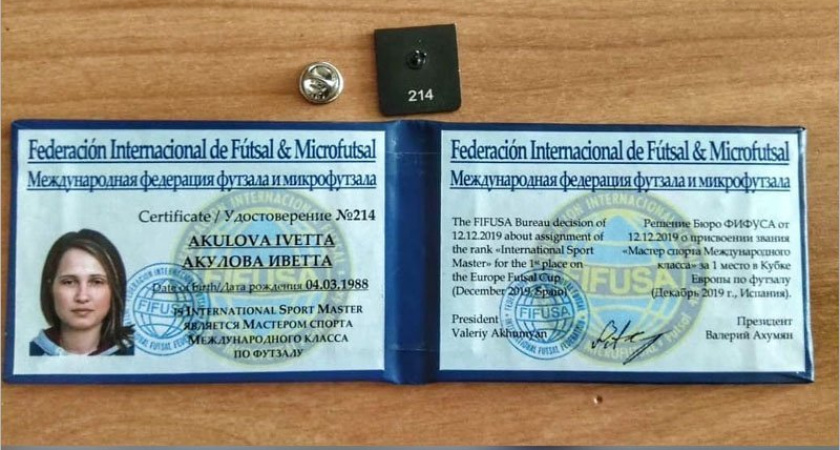 214
Federación Internacional de Fútsal & Microfutsal
Международная федерация футзала и микрофутзала
Certificate / Удостоверение №214
AKULOVA IVETTA
АКУЛОВА ИВЕТТА
Date of Birth/Дата рождения 04.03.1988
is International Sport Master
является Мастером спорта
Международного класса
по футзалу
FIFUSA
FIFUSA
Federación Internacional de Fútsal & Microfutsal
Международная федерация футзала и микрофутзала
The FIFUSA Bureau decision of
12.12.2019 about assignment of
the rank «International Sport
Master» for the 1st place on
the Europe Futsal Cup
(December 2019, Spain)
President
Valeriy Akhumyan
Решение Бюро ФИФУСА от
12.12.2019 о присвоении звания
«Мастер спорта Международного
класса» за 1 место в Кубке
Европы по футзалу
(Декабрь 2019 г., Испания).
Президент
Валерий Ахумян
FIFUSA
FIFUSA